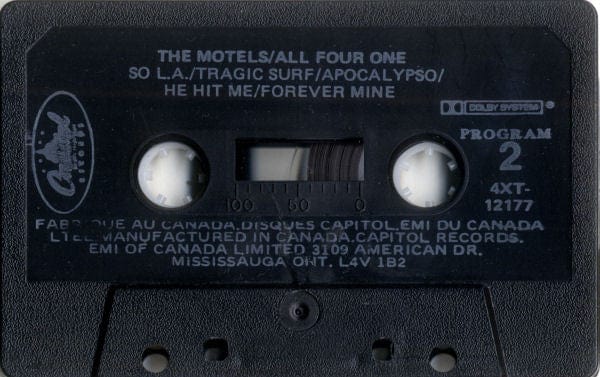 THE MOTELS/ALL FOUR ONE
SO L.A./TRAGIC SURF/APOCALYPSO/
HE HIT ME/FOREVER MINE
Capitol
RECORDS
DOLBY SYSTEM ®
PROGRAM
2
4XT-
12177
100 50 0
FABRIQUE AU CANADA.DISQUES CAPITOL.EMI DU CANADA
LTEE.MANUFACTURED IN CANADA.CAPITOL RECORDS.
EMI OF CANADA LIMITED 3109 AMERICAN DR.
MISSISSAUGA,ONT. L4V 1B2